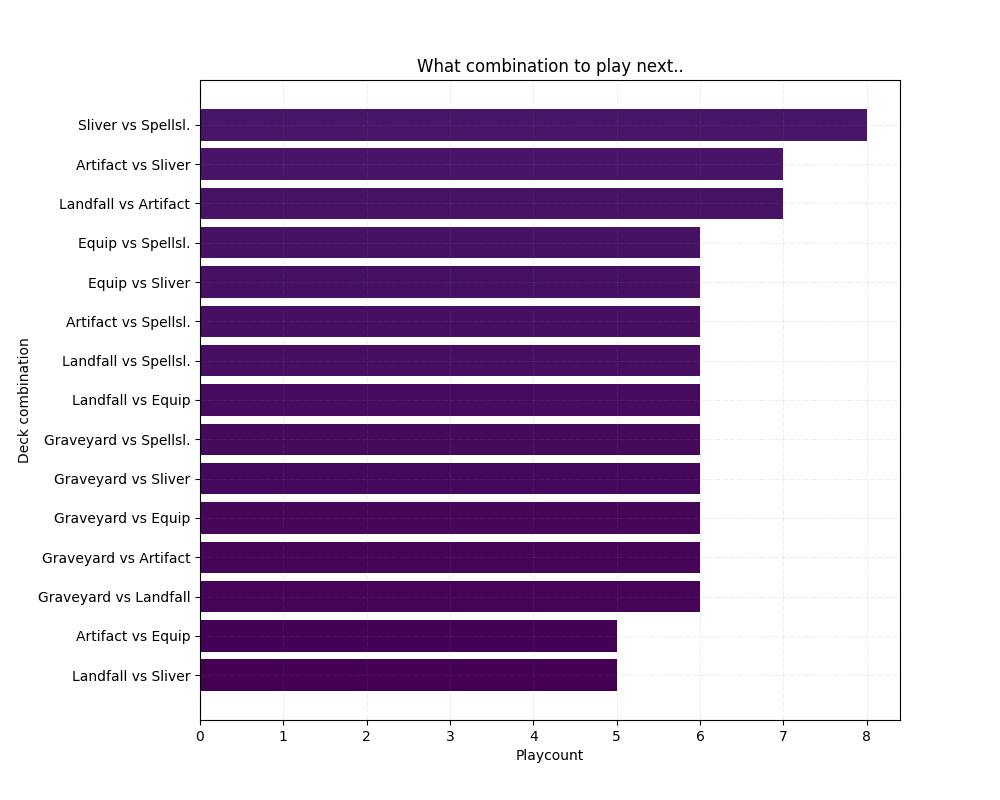 What combination to play next..
Deck combination
Sliver vs Spellsl.
Artifact vs Sliver
Landfall vs Artifact
Equip vs Spellsl.
Equip vs Sliver
Artifact vs Spellsl.
Landfall vs Spellsl.
Landfall vs Equip
Graveyard vs Spellsl.
Graveyard vs Sliver
Graveyard vs Equip
Graveyard vs Artifact
Graveyard vs Landfall
Artifact vs Equip
Landfall vs Sliver
0 1 2 3 4 5 6 7 8
Playcount